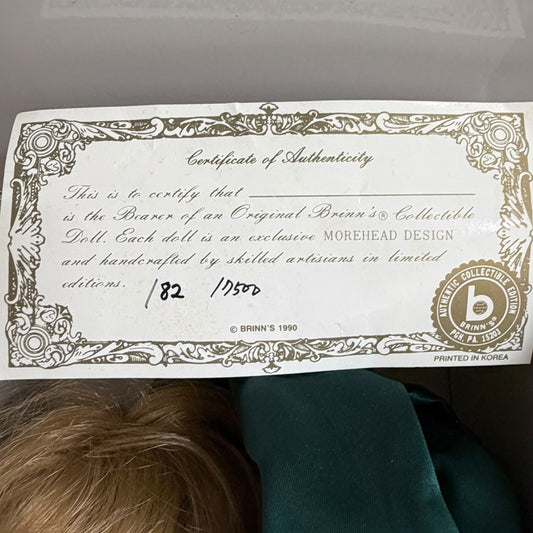 Certificate of Authenticity
This is to certify that
is the Bearer of an Original Brinn's® Collectible
Doll. Each doll is an exclusive MOREHEAD DESIGN
and handcrafted by skilled artisians in limited
editions.
182 17500
© BRINN'S 1990
AUTHENTIC COLLECTIBLE EDITION
b
BRINN'S®
PGH, PA. 15203
PRINTED IN KOREA